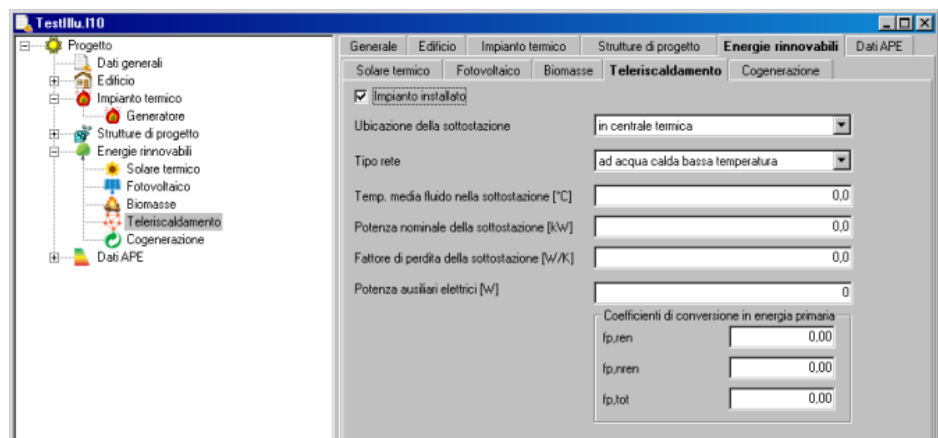 TestIllu.I10
Progetto
Dati generali
Edificio
Impianto termico
Generatore
Strutture di progetto
Energie rinnovabili
Solare termico
Fotovoltaico
Biomasse
Teleriscaldamento
Cogenerazione
Dati APE
Generale Edificio Impianto termico Strutture di progetto Energie rinnovabili Dati APE
Solare termico Fotovoltaico Biomasse Teleriscaldamento Cogenerazione
Impianto installato
Ubicazione della sottostazione in centrale termica
Tipo rete ad acqua calda bassa temperatura
Temp. media fluido nella sottostazione [°C] 0,0
Potenza nominale della sottostazione [kW] 0,0
Fattore di perdita della sottostazione [W/K] 0,0
Potenza ausiliari elettrici [W] 0
Coefficienti di conversione in energia primaria
fp,ren 0,00
fp,nren 0,00
fp,tot 0,00